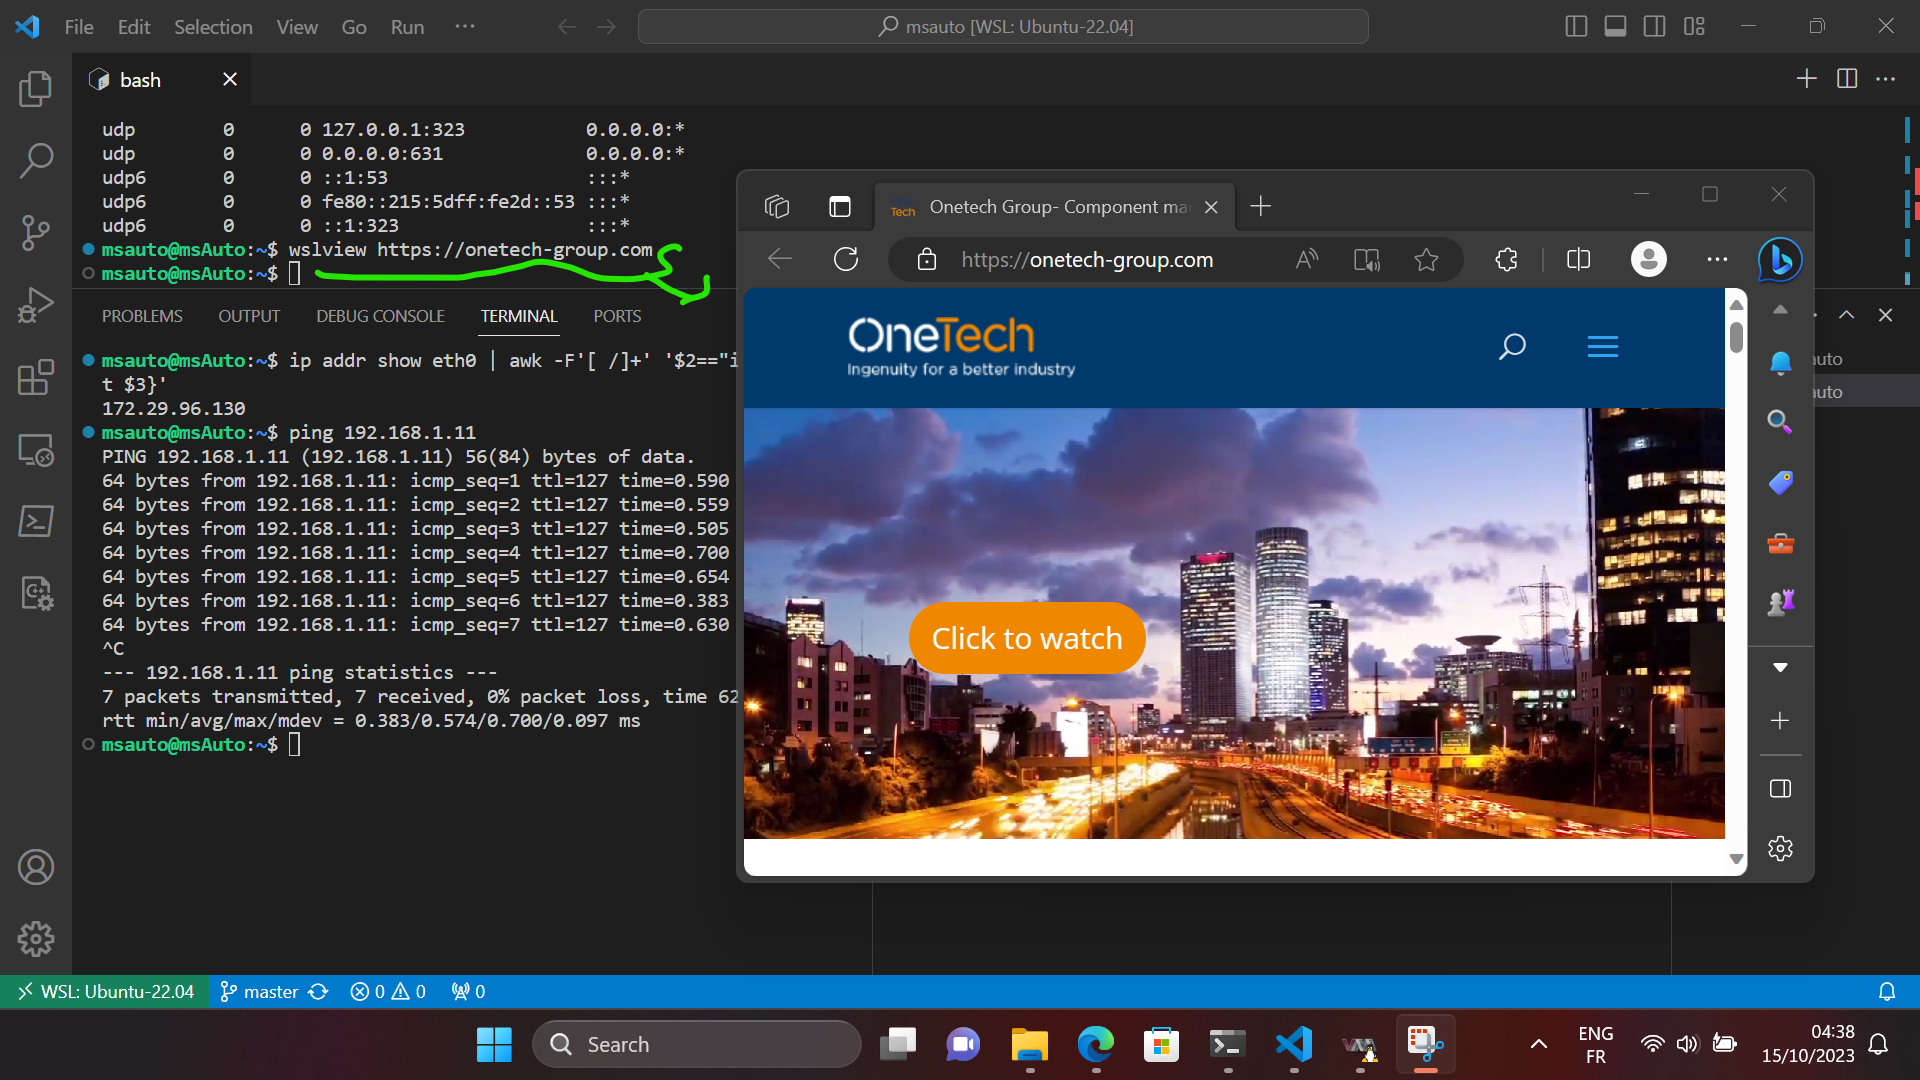 File Edit Selection View Go Run ···
msauto [WSL: Ubuntu-22.04]
bash
udp 0 0 127.0.0.1:323 0.0.0.0:*
udp 0 0 0.0.0.0:631 0.0.0.0:*
udp6 0 0 ::1:53 :::*
udp6 0 0 fe80::215:5dff:fe2d::53 :::*
udp6 0 0 ::1:323 :::*
msauto@msAuto:~$ wslview https://onetech-group.com
msauto@msAuto:~$
PROBLEMS OUTPUT DEBUG CONSOLE TERMINAL PORTS
msauto@msAuto:~$ ip addr show eth0 | awk -F'[ /]+' '$2=="i
t $3}'
172.29.96.130
msauto@msAuto:~$ ping 192.168.1.11
PING 192.168.1.11 (192.168.1.11) 56(84) bytes of data.
64 bytes from 192.168.1.11: icmp_seq=1 ttl=127 time=0.590
64 bytes from 192.168.1.11: icmp_seq=2 ttl=127 time=0.559
64 bytes from 192.168.1.11: icmp_seq=3 ttl=127 time=0.505
64 bytes from 192.168.1.11: icmp_seq=4 ttl=127 time=0.700
64 bytes from 192.168.1.11: icmp_seq=5 ttl=127 time=0.654
64 bytes from 192.168.1.11: icmp_seq=6 ttl=127 time=0.383
64 bytes from 192.168.1.11: icmp_seq=7 ttl=127 time=0.630
^C
--- 192.168.1.11 ping statistics ---
7 packets transmitted, 7 received, 0% packet loss, time 62
rtt min/avg/max/mdev = 0.383/0.574/0.700/0.097 ms
msauto@msAuto:~$
Tech Onetech Group- Component ma
https://onetech-group.com
OneTech
Ingenuity for a better industry
Click to watch
auto
auto
WSL: Ubuntu-22.04 master 0 0 0
Search
ENG
FR
04:38
15/10/2023